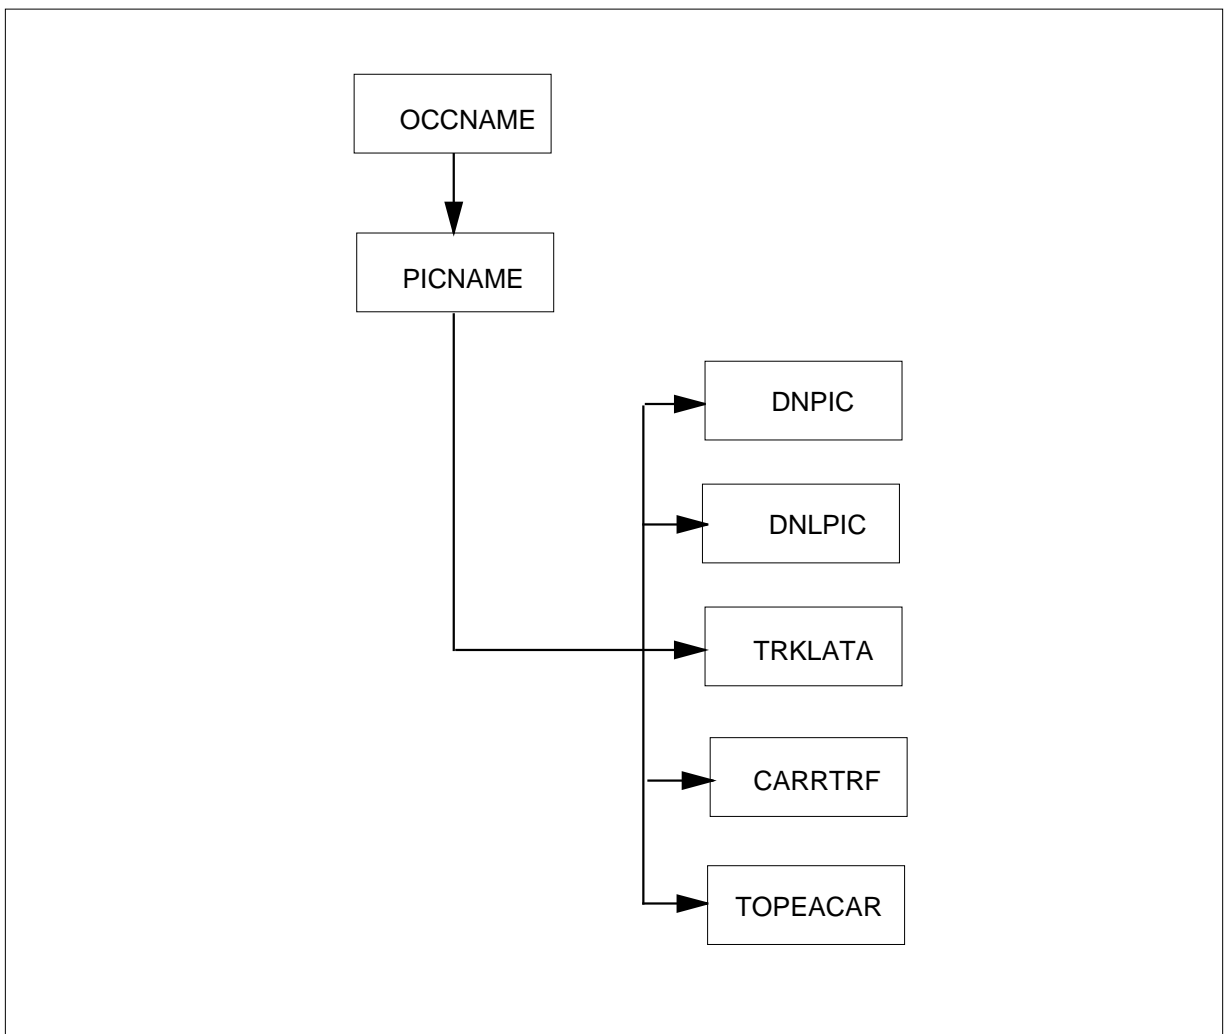 OCCNAME
PICNAME
DNPIC
DNLPIC
TRKLATA
CARRTRF
TOPEACAR